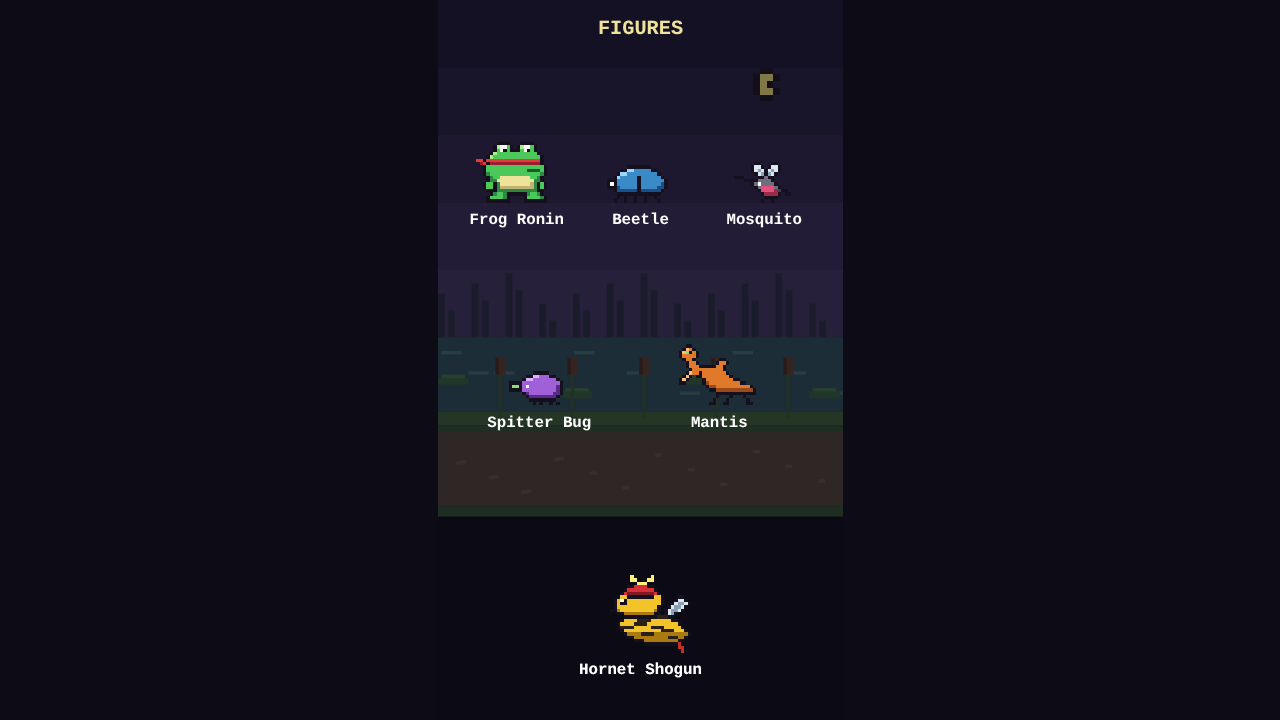 FIGURES
Frog Ronin
Beetle
Mosquito
Spitter Bug
Mantis
Hornet Shogun